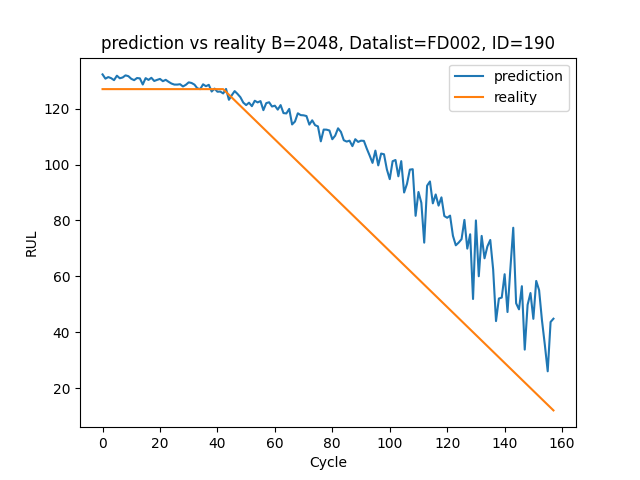 prediction vs reality B=2048, Datalist=FD002, ID=190
prediction
reality
RUL
120
100
80
60
40
20
0 20 40 60 80 100 120 140 160
Cycle